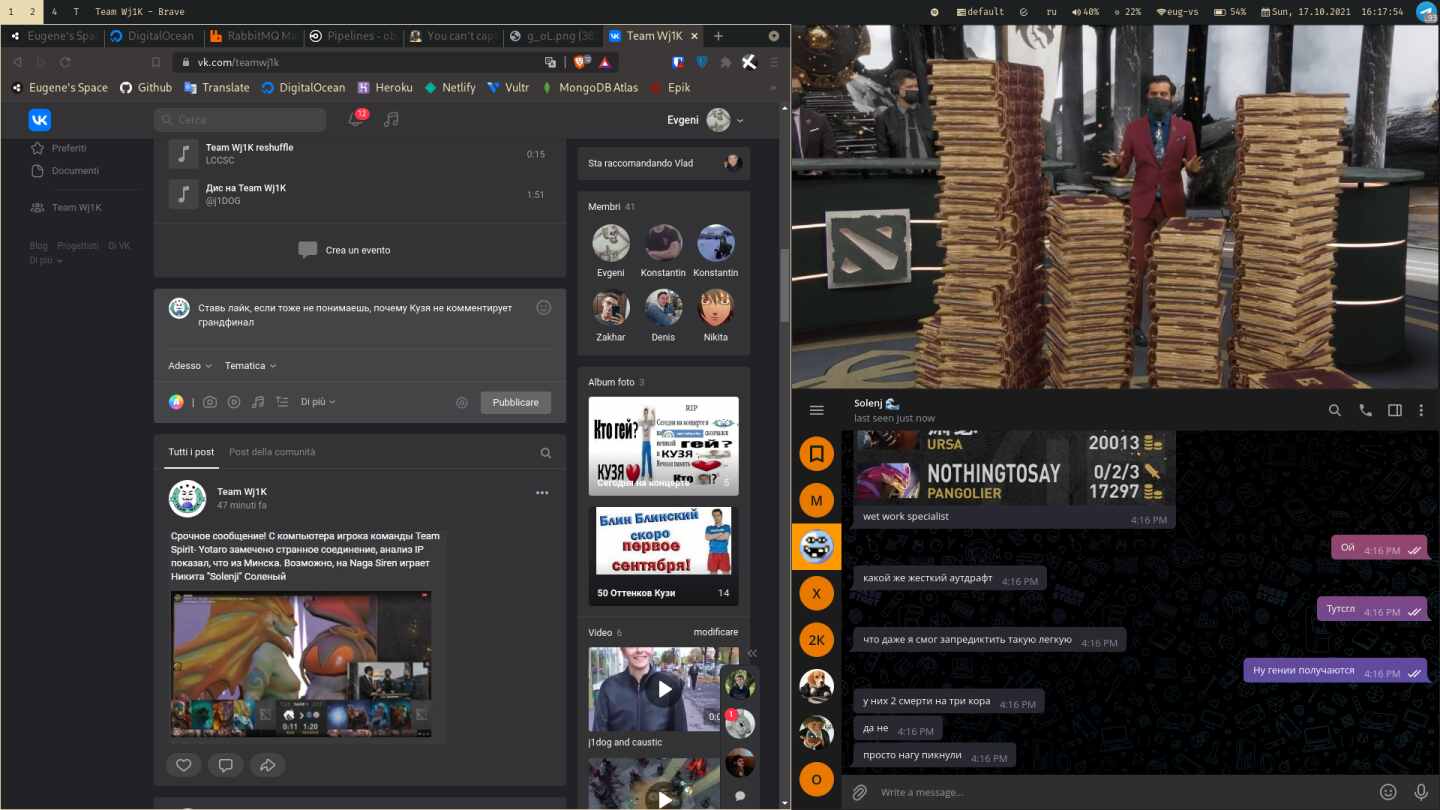 1 2 4 T Team Wj1K – Brave
default ru 40% 22% eug-vs 54% Sun, 17.10.2021 16:17:54
93
Eugene's Spa DigitalOcean RabbitMQ Ma Pipelines - ob You can't capt g_oL.png (38 Team Wj1K
vk.com/teamwj1k
Eugene's Space Github Translate DigitalOcean Heroku Netlify Vultr MongoDB Atlas Epik
Cerca
12
Evgeni
Preferiti
Documenti
Team Wj1K
Blog Progettisti Di VK
Di più
Team Wj1K reshuffle
LCCSC
0:15
Дис на Team Wj1K
@j1DOG
1:51
Crea un evento
Ставь лайк, если тоже не понимаешь, почему Кузя не комментирует
грандфинал
Adesso Tematica
Di più
Pubblicare
Tutti i post Post della comunità
Team Wj1K
47 minuti fa
Срочное сообщение! С компьютера игрока команды Team
Spirit- Yotaro замечено странное соединение, анализ IP
показал, что из Минска. Возможно, на Naga Siren играет
Никита "Solenji" Соленый
0:11 1:20
Sta raccomandando Vlad
Membri 41
Evgeni Konstantin Konstantin
Zakhar Denis Nikita
Album foto 3
RIP
Кто гей?
КУЗЯ
гей ?
КУЗЯ
Сегодня на концерте 5
Блин Блинский
скоро
первое
сентября!
50 Оттенков Кузи 14
Video 6 modificare
j1dog and caustic
1
Solenj
last seen just now
M
X
2K
O
URSA
20013
NOTHINGTOSAY
PANGOLIER
0/2/3
17297
wet work specialist 4:16 PM
Ой 4:16 PM
какой же жесткий аутдрафт 4:16 PM
Тутсгл 4:16 PM
что даже я смог запредиктить такую легкую 4:16 PM
Ну гении получаются 4:16 PM
у них 2 смерти на три кора 4:16 PM
да не 4:16 PM
просто нагу пикнули 4:16 PM
Write a message...